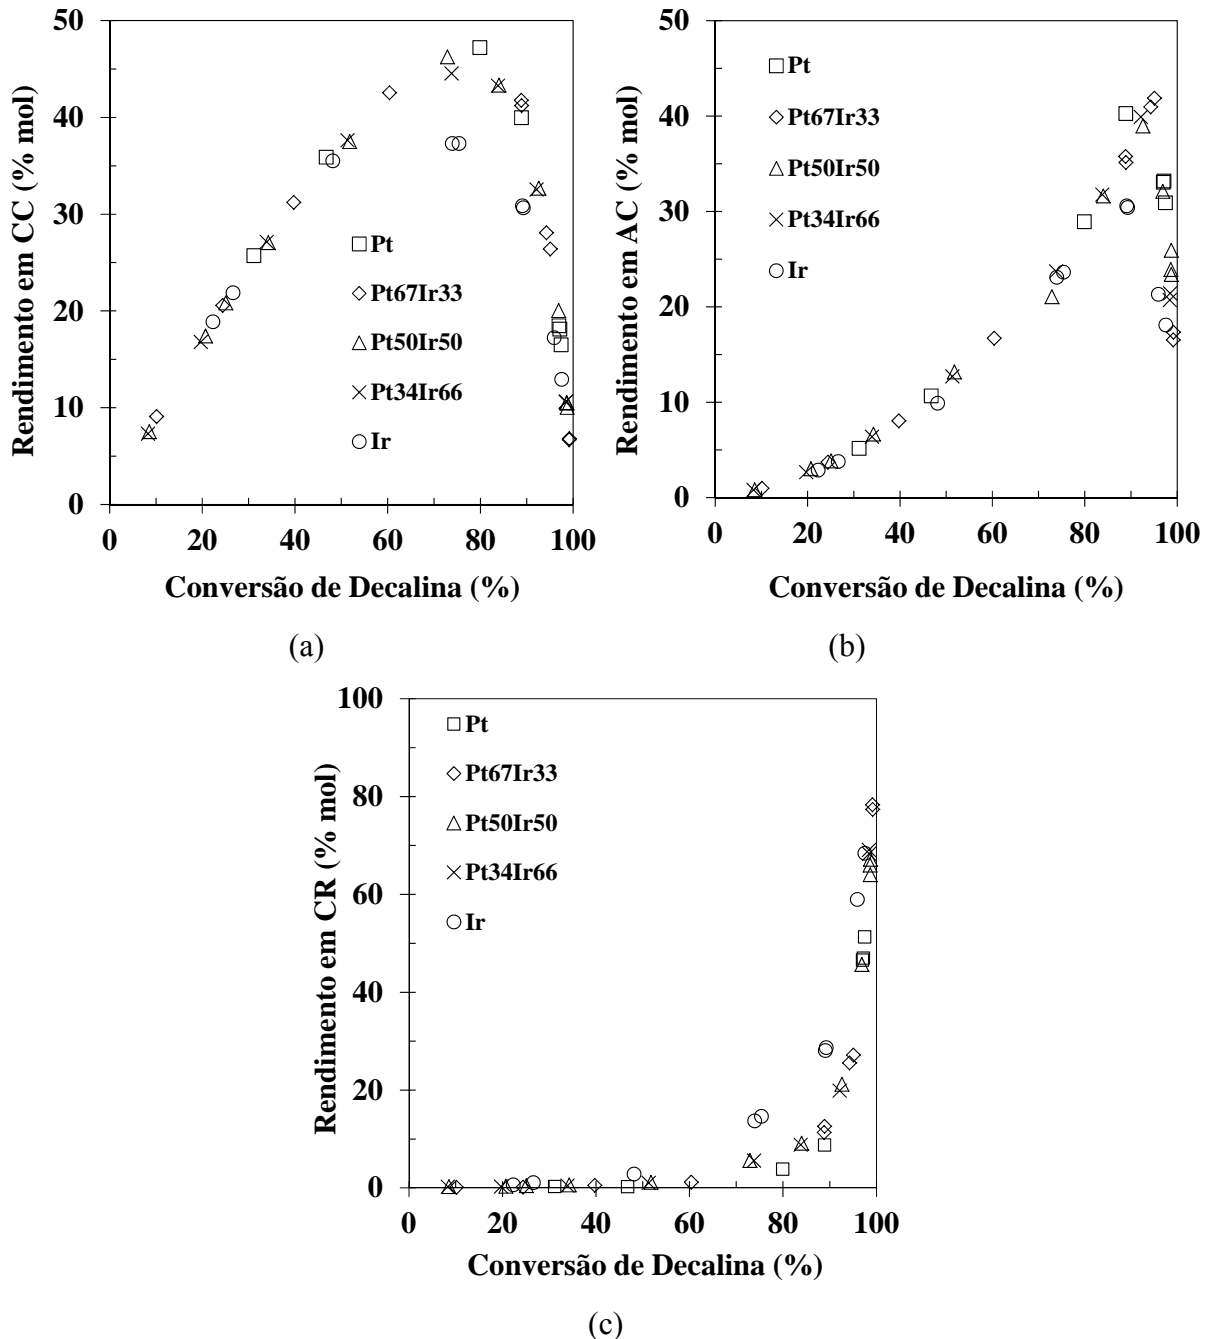 50
40
30
20
10
0
Rendimento em CC (% mol)
Pt
Pt67Ir33
Pt50Ir50
Pt34Ir66
Ir
0 20 40 60 80 100
Conversão de Decalina (%)
(a)
50
40
30
20
10
0
Rendimento em AC (% mol)
Pt
Pt67Ir33
Pt50Ir50
Pt34Ir66
Ir
0 20 40 60 80 100
Conversão de Decalina (%)
(b)
100
80
60
40
20
0
Rendimento em CR (% mol)
Pt
Pt67Ir33
Pt50Ir50
Pt34Ir66
Ir
0 20 40 60 80 100
Conversão de Decalina (%)
(c)